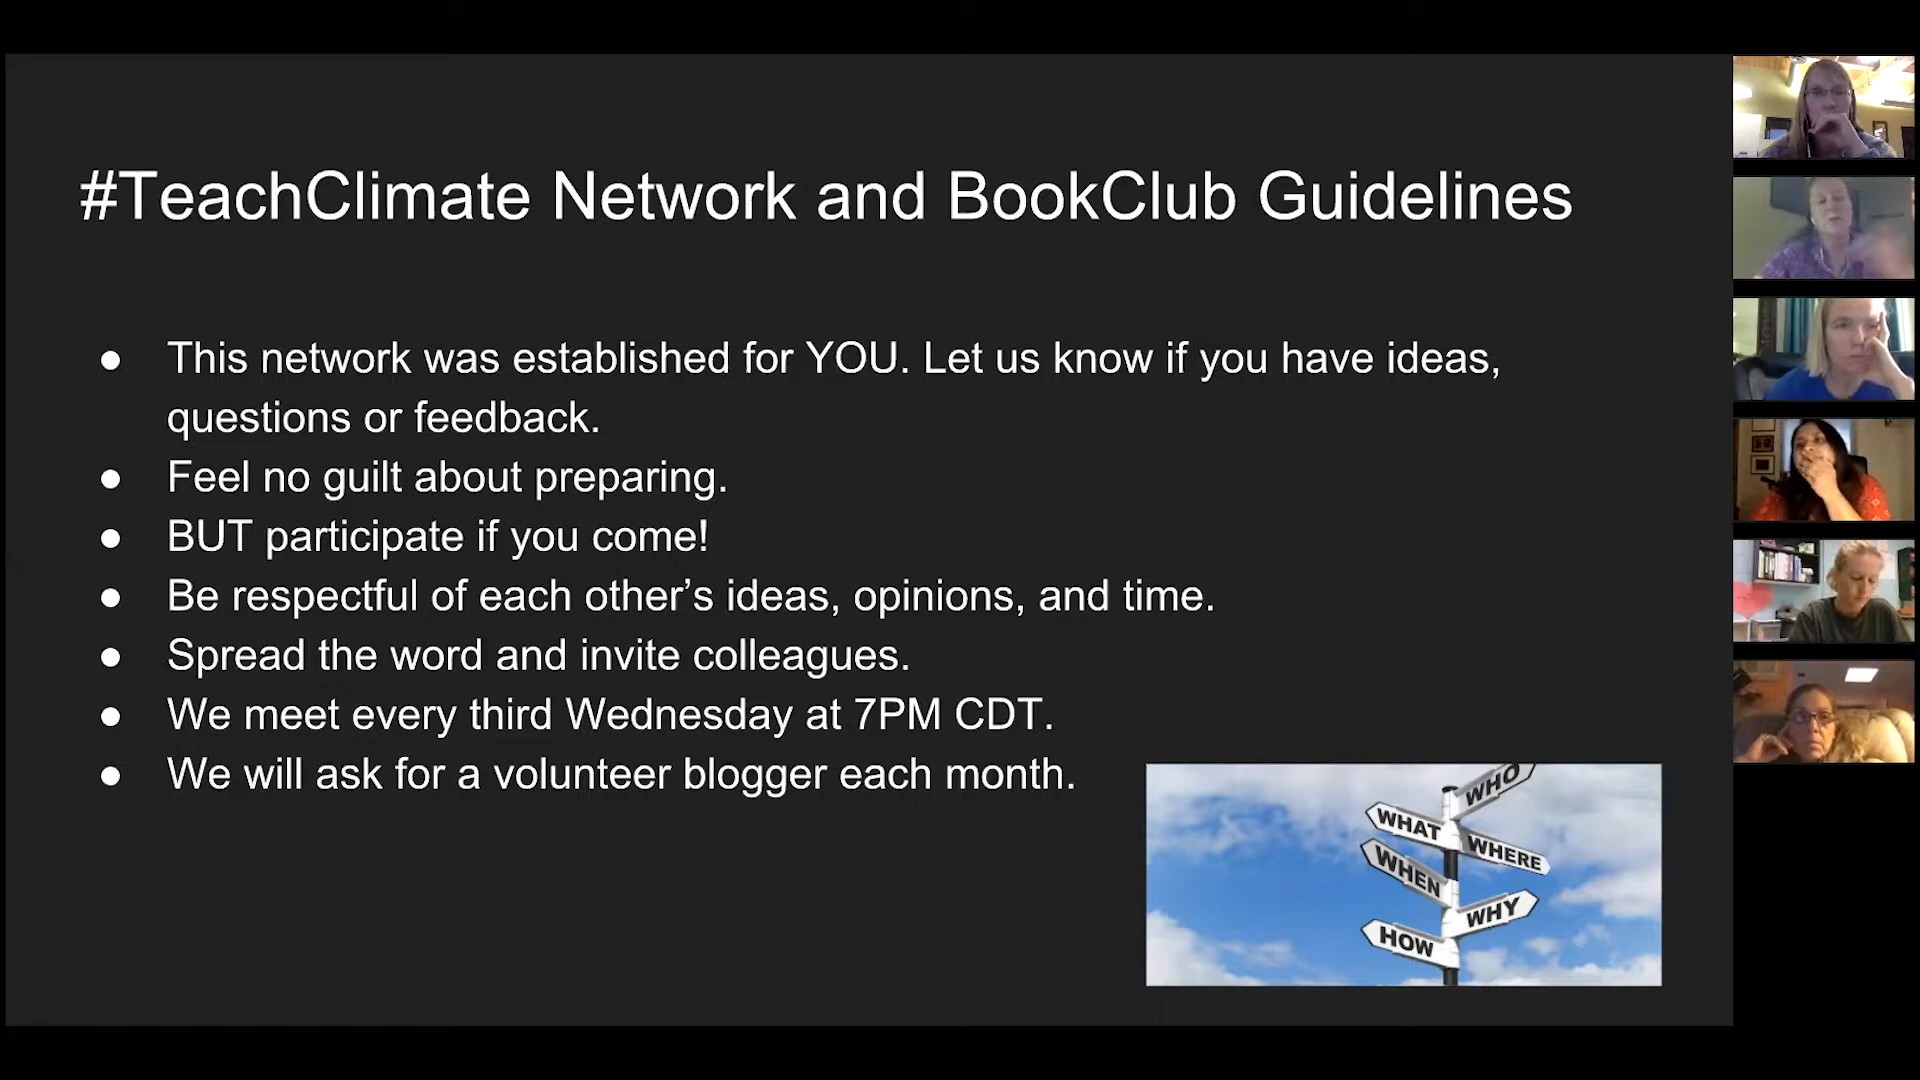 #TeachClimate Network and BookClub Guidelines
● This network was established for YOU. Let us know if you have ideas,
questions or feedback.
● Feel no guilt about preparing.
● BUT participate if you come!
● Be respectful of each other’s ideas, opinions, and time.
● Spread the word and invite colleagues.
● We meet every third Wednesday at 7PM CDT.
● We will ask for a volunteer blogger each month.
WHO
WHAT
WHERE
WHEN
WHY
HOW